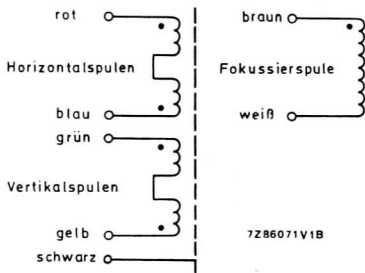 rot
Horizontalspulen
blau
grün
Vertikalspulen
gelb
schwarz
braun
Fokussierspule
weiß
7Z86071V1B